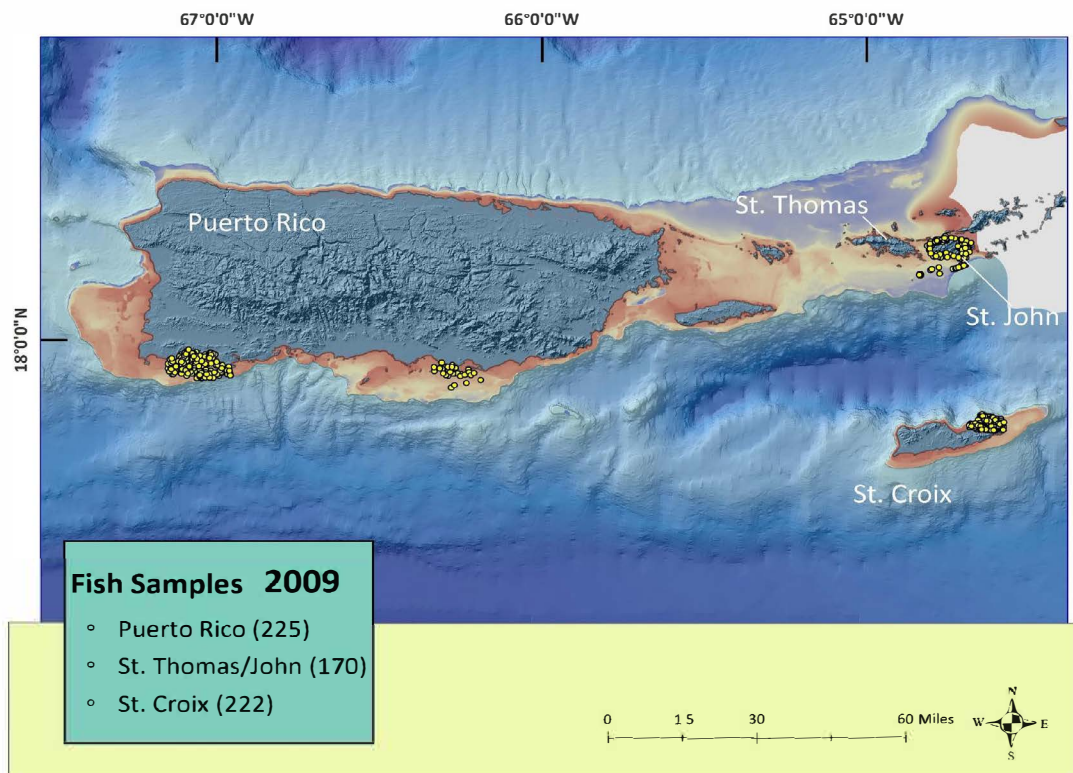 67°0'0"W
66°0'0"W
65°0'0"W
18°0'0"N
Puerto Rico
St. Thomas
St. John
St. Croix
Fish Samples 2009
Puerto Rico (225)
St. Thomas/John (170)
St. Croix (222)
0 15 30 60 Miles
N
W E
S